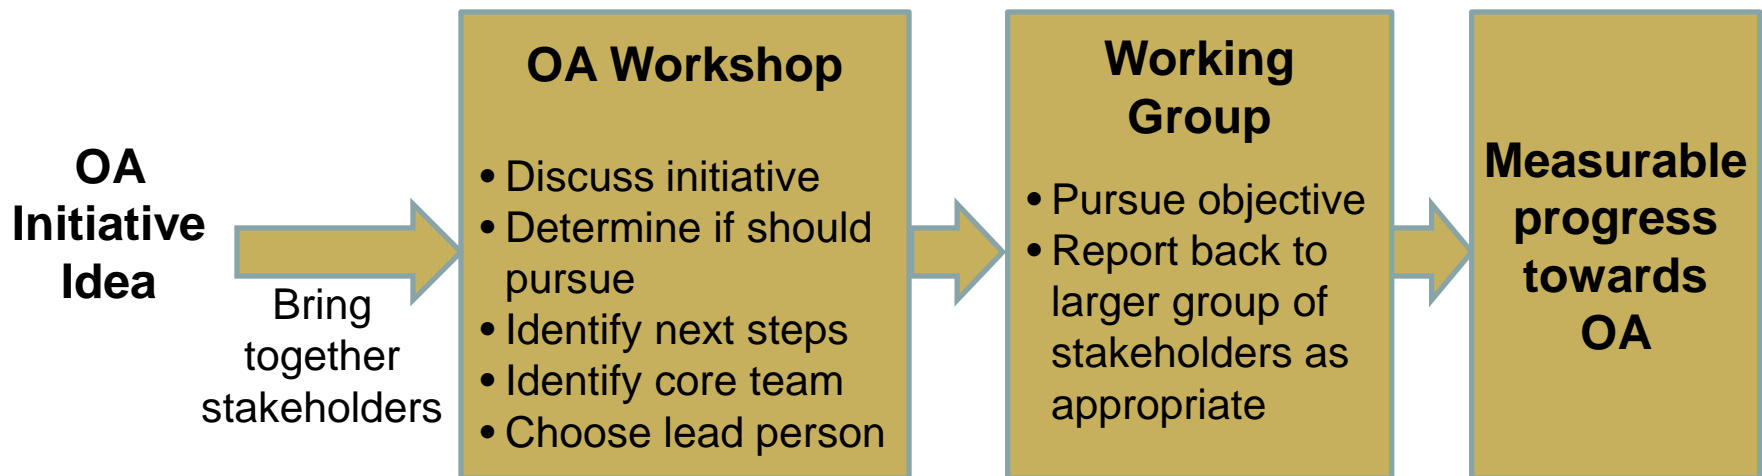 OA
Initiative
Idea
Bring
together
stakeholders
OA Workshop
• Discuss initiative
• Determine if should
pursue
• Identify next steps
• Identify core team
• Choose lead person
Working
Group
• Pursue objective
• Report back to
larger group of
stakeholders as
appropriate
Measurable
progress
towards
OA